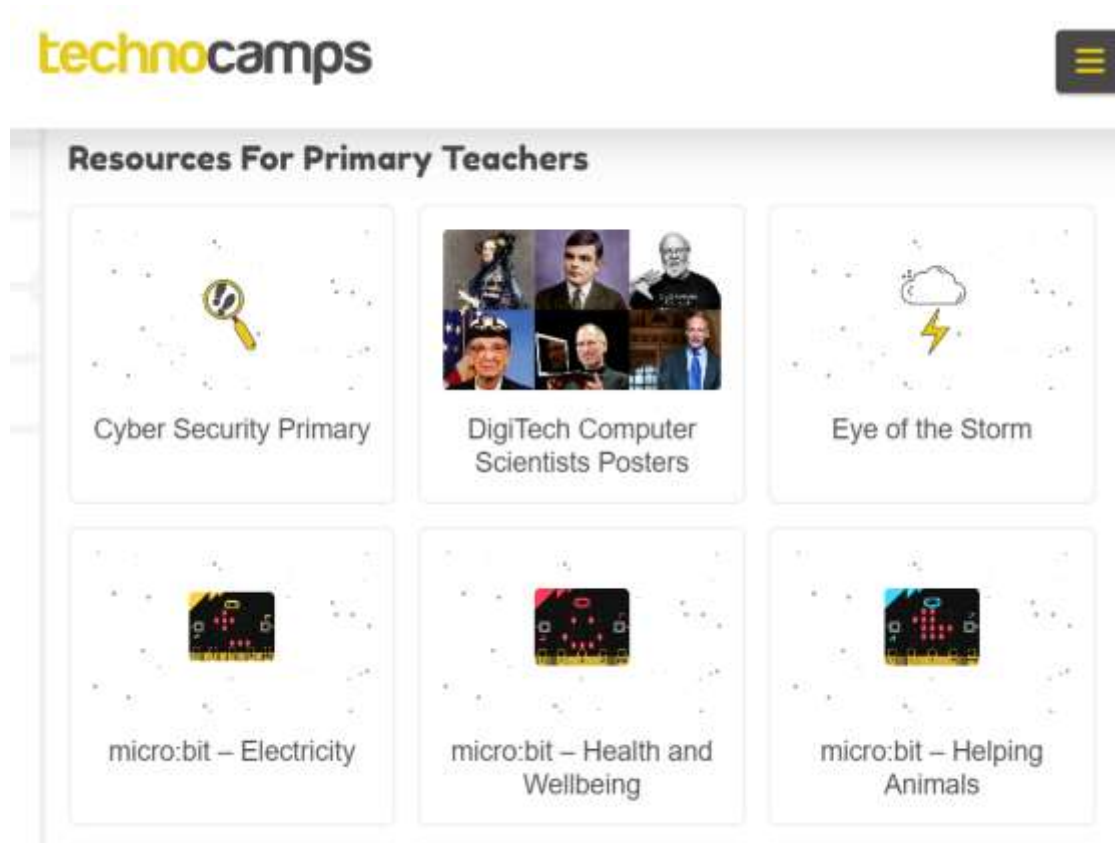 technocamps
Resources For Primary Teachers
Cyber Security Primary
DigiTech Computer
Scientists Posters
Eye of the Storm
micro:bit – Electricity
micro:bit – Health and
Wellbeing
micro:bit – Helping
Animals